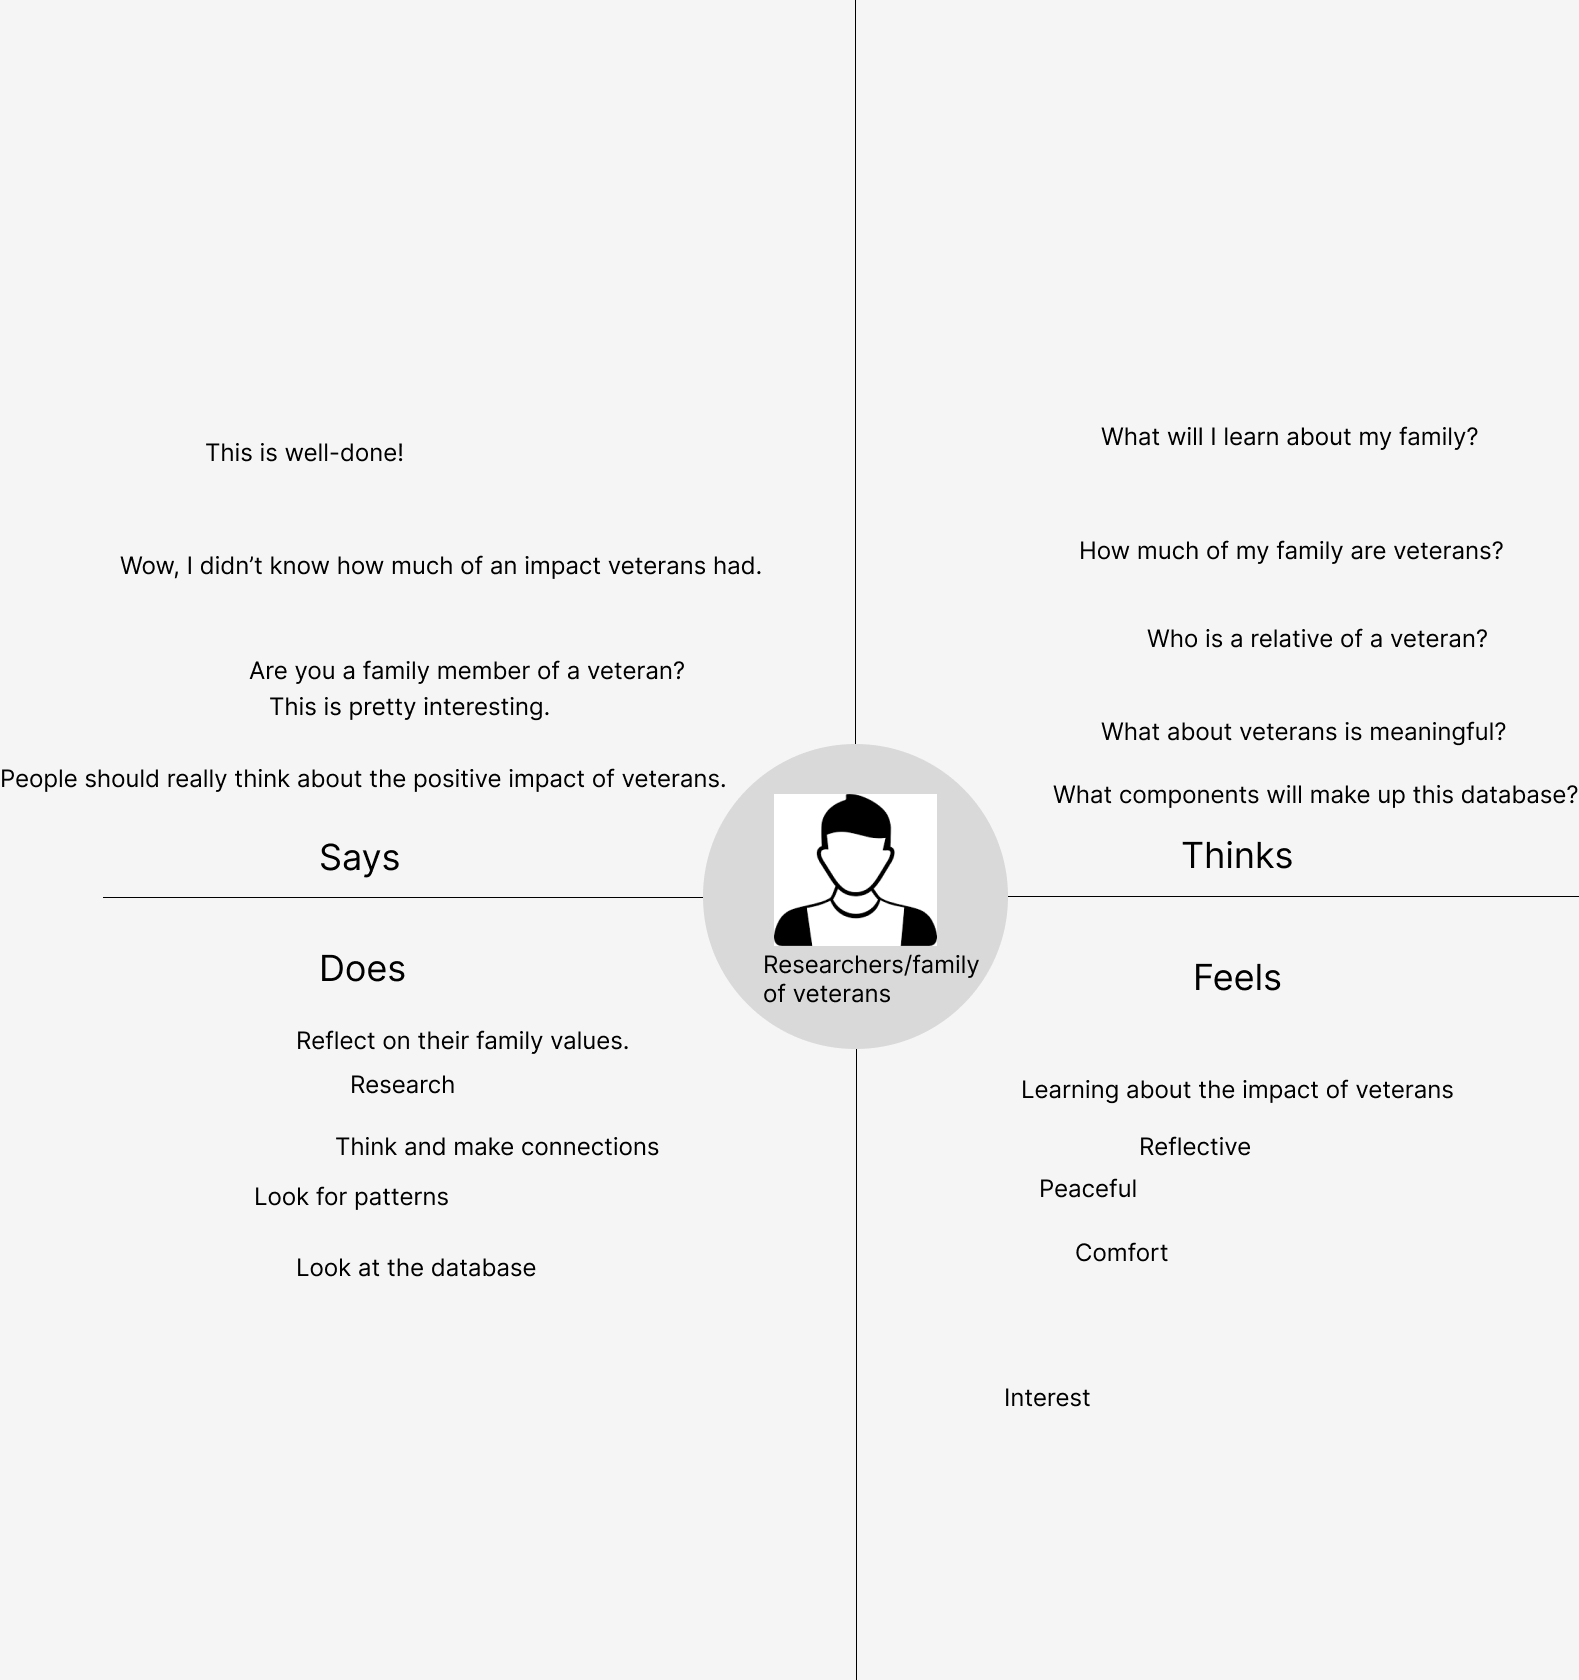 This is well-done!
Wow, I didn’t know how much of an impact veterans had.
Are you a family member of a veteran?
This is pretty interesting.
People should really think about the positive impact of veterans.
Says
What will I learn about my family?
How much of my family are veterans?
Who is a relative of a veteran?
What about veterans is meaningful?
What components will make up this database?
Thinks
Researchers/family
of veterans
Does
Reflect on their family values.
Research
Think and make connections
Look for patterns
Look at the database
Feels
Learning about the impact of veterans
Reflective
Peaceful
Comfort
Interest